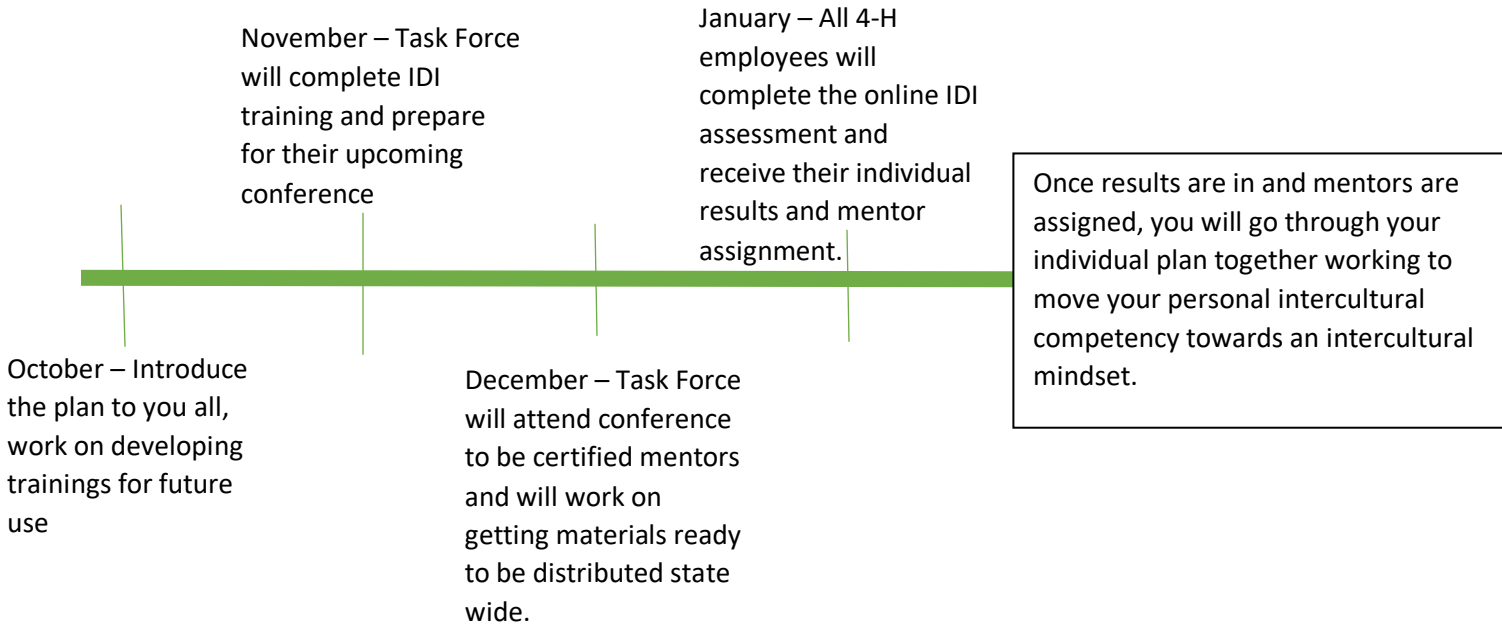 October – Introduce
the plan to you all,
work on developing
trainings for future
use
November – Task Force
will complete IDI
training and prepare
for their upcoming
conference
December – Task Force
will attend conference
to be certified mentors
and will work on
getting materials ready
to be distributed state
wide.
January – All 4-H
employees will
complete the online IDI
assessment and
receive their individual
results and mentor
assignment.
Once results are in and mentors are
assigned, you will go through your
individual plan together working to
move your personal intercultural
competency towards an intercultural
mindset.